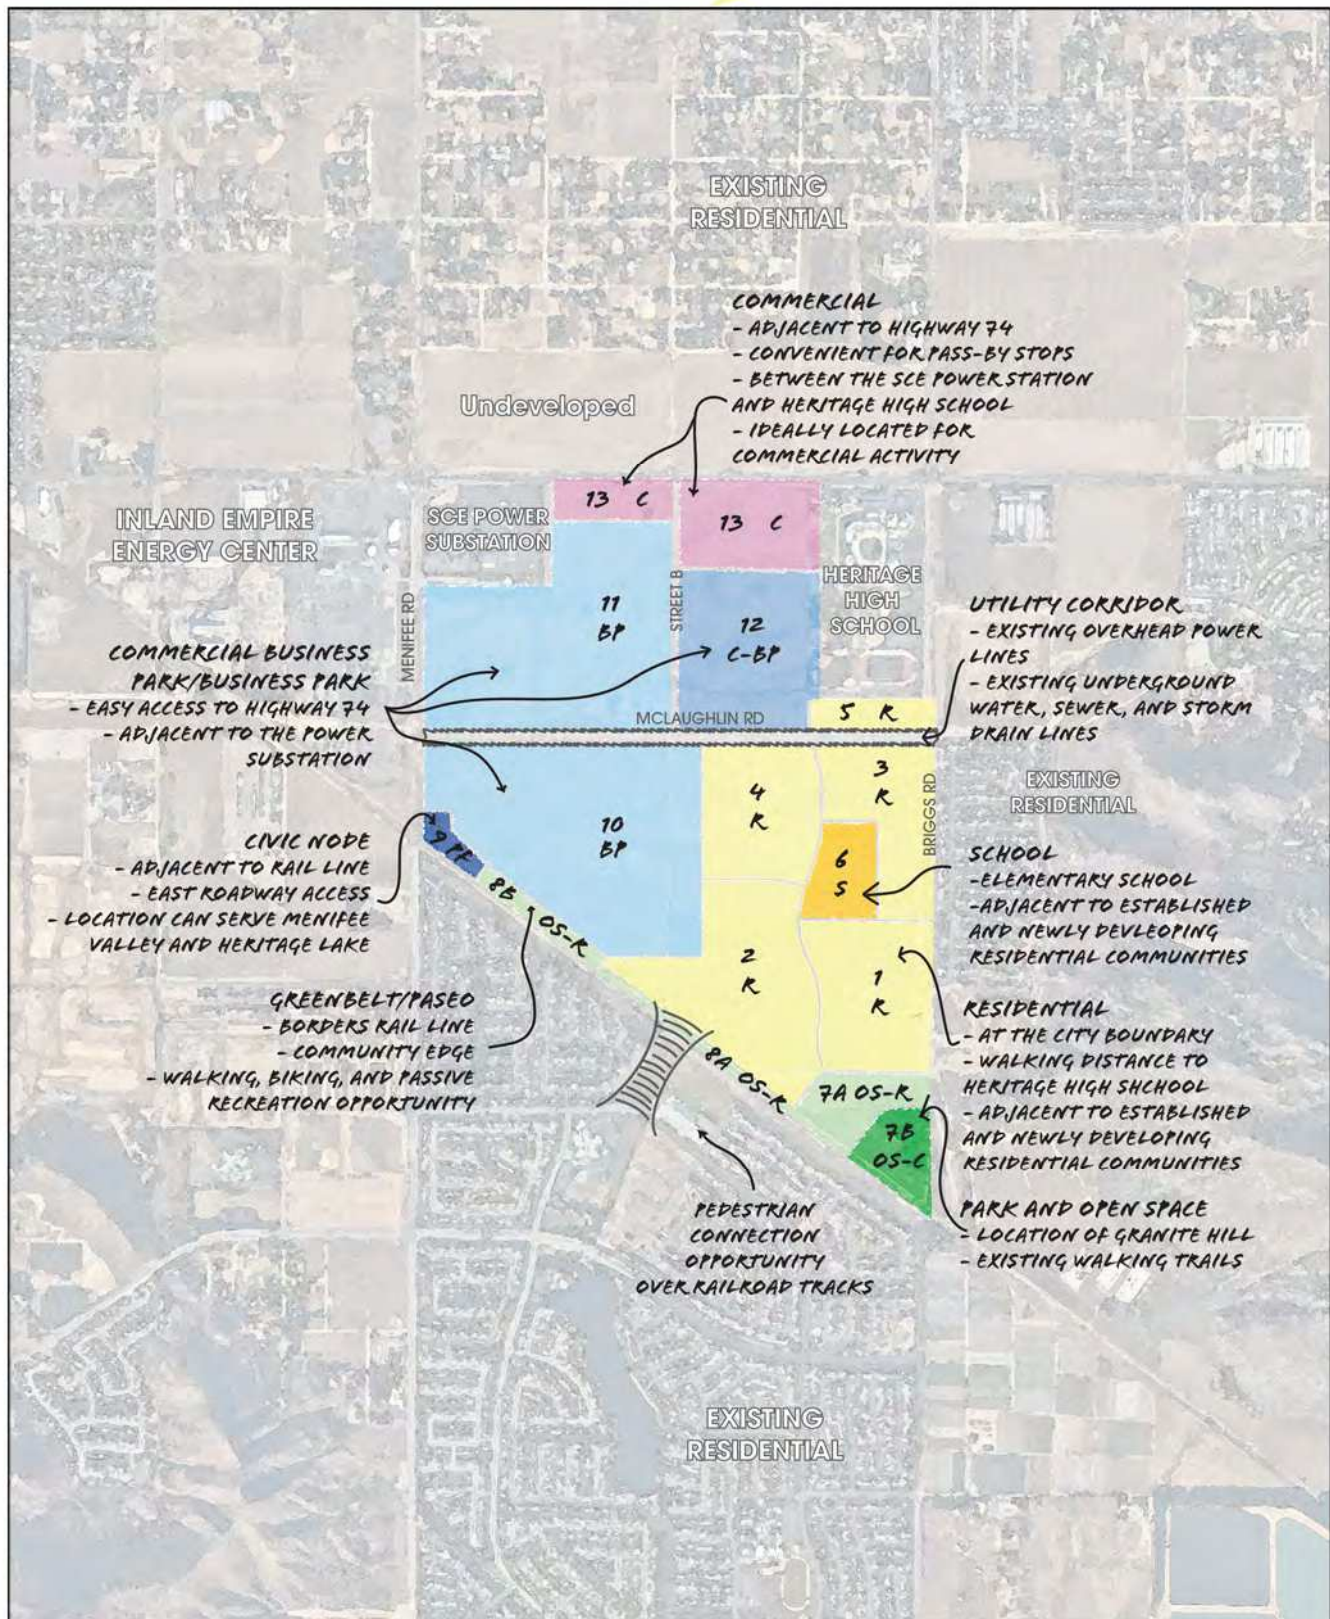 EXISTING
RESIDENTIAL
COMMERCIAL
- ADJACENT TO HIGHWAY 74
- CONVENIENT FOR PASS-BY STOPS
- BETWEEN THE SCE POWER STATION
AND HERITAGE HIGH SCHOOL
- IDEALLY LOCATED FOR
COMMERCIAL ACTIVITY
Undeveloped
13 C
13 C
INLAND EMPIRE
ENERGY CENTER
SCE POWER
SUBSTATION
HERITAGE
HIGH
SCHOOL
MENIFEE RD
STREET B
11
BP
12
C-BP
UTILITY CORRIDOR
- EXISTING OVERHEAD POWER
LINES
- EXISTING UNDERGROUND
WATER, SEWER, AND STORM
DRAIN LINES
COMMERCIAL BUSINESS
PARK/BUSINESS PARK
- EASY ACCESS TO HIGHWAY 74
- ADJACENT TO THE POWER
SUBSTATION
MCLAUGHLIN RD
5 R
3
R
4
R
BRIGGS RD
EXISTING
RESIDENTIAL
10
BP
9 PF
CIVIC NODE
- ADJACENT TO RAIL LINE
- EAST ROADWAY ACCESS
- LOCATION CAN SERVE MENIFEE
VALLEY AND HERITAGE LAKE
6
S
SCHOOL
-ELEMENTARY SCHOOL
-ADJACENT TO ESTABLISHED
AND NEWLY DEVLEOPING
RESIDENTIAL COMMUNITIES
8B OS-R
2
R
1
R
GREENBELT/PASEO
- BORDERS RAIL LINE
- COMMUNITY EDGE
- WALKING, BIKING, AND PASSIVE
RECREATION OPPORTUNITY
RESIDENTIAL
- AT THE CITY BOUNDARY
- WALKING DISTANCE TO
HERITAGE HIGH SHCHOOL
- ADJACENT TO ESTABLISHED
AND NEWLY DEVELOPING
RESIDENTIAL COMMUNITIES
8A OS-R
7A OS-R
7B
OS-C
PEDESTRIAN
CONNECTION
OPPORTUNITY
OVER RAILROAD TRACKS
PARK AND OPEN SPACE
- LOCATION OF GRANITE HILL
- EXISTING WALKING TRAILS
EXISTING
RESIDENTIAL